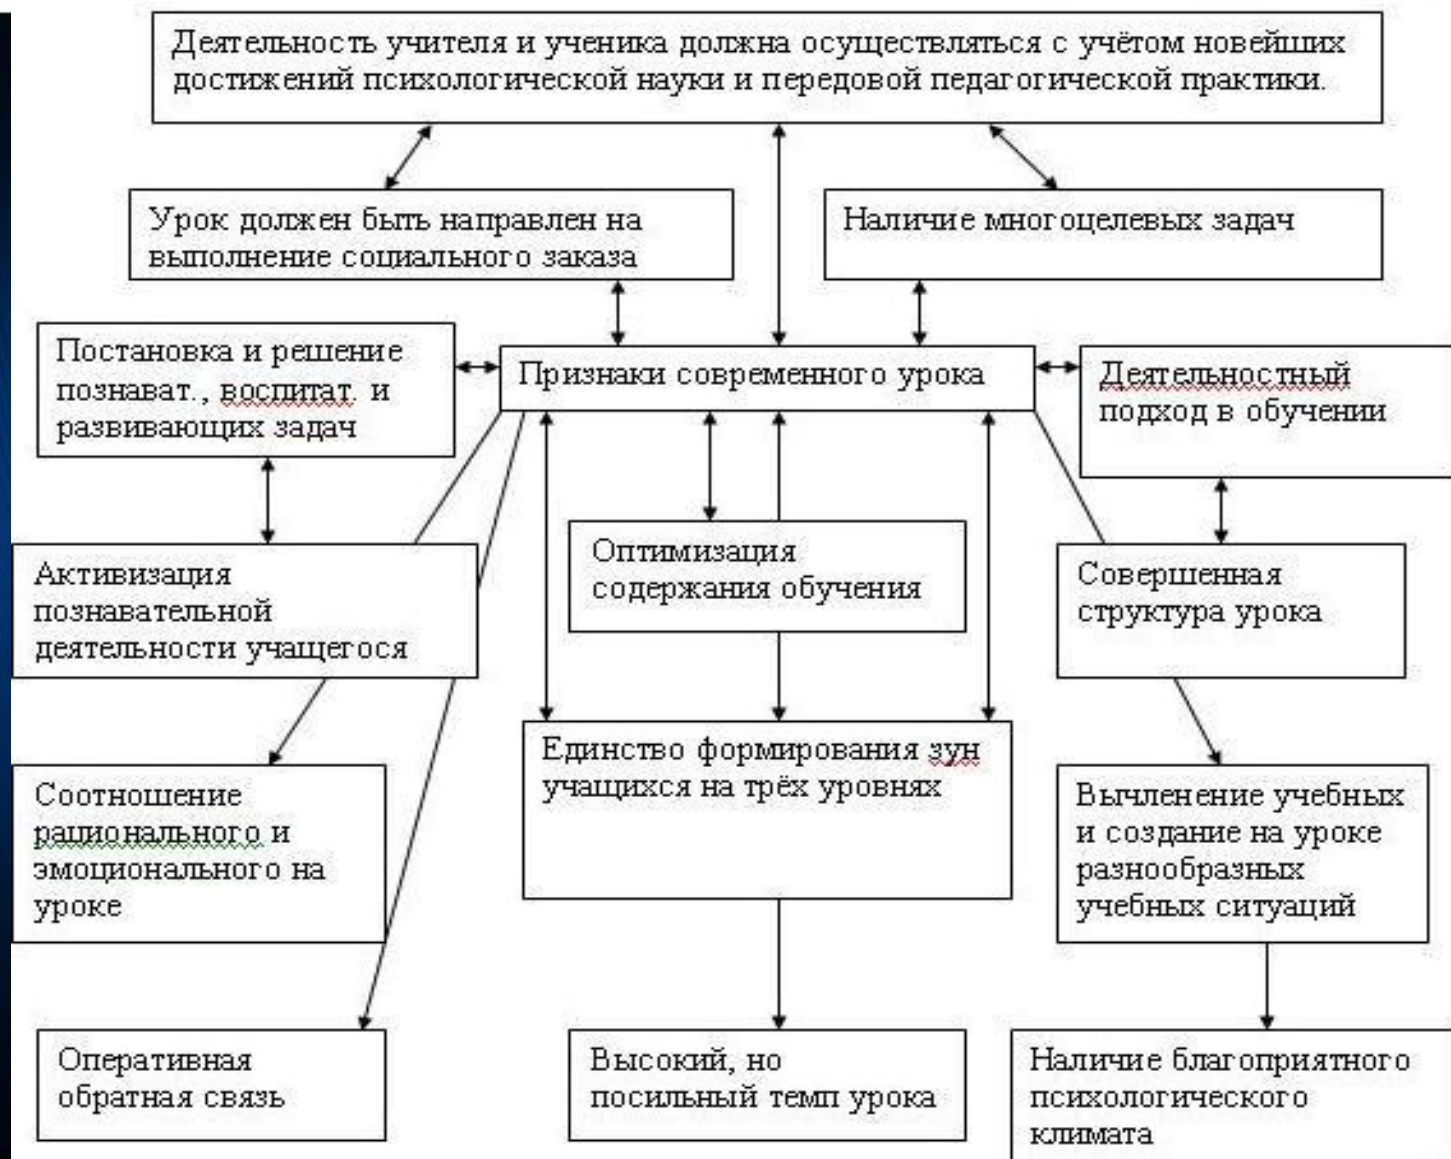 Деятельность учителя и ученика должна осуществляться с учётом новейших
достижений психологической науки и передовой педагогической практики.
Урок должен быть направлен на
выполнение социального заказа
Наличие многоцелевых задач
Постановка и решение
познават., воспитат. и
развивающих задач
Признаки современного урока
Деятельностный
подход в обучении
Активизация
познавательной
деятельности учащегося
Оптимизация
содержания обучения
Совершенная
структура урока
Соотношение
рационального и
эмоционального на
уроке
Единство формирования зун
учащихся на трёх уровнях
Вычленение учебных
и создание на уроке
разнообразных
учебных ситуаций
Оперативная
обратная связь
Высокий, но
посильный темп урока
Наличие благоприятного
психологического
климата